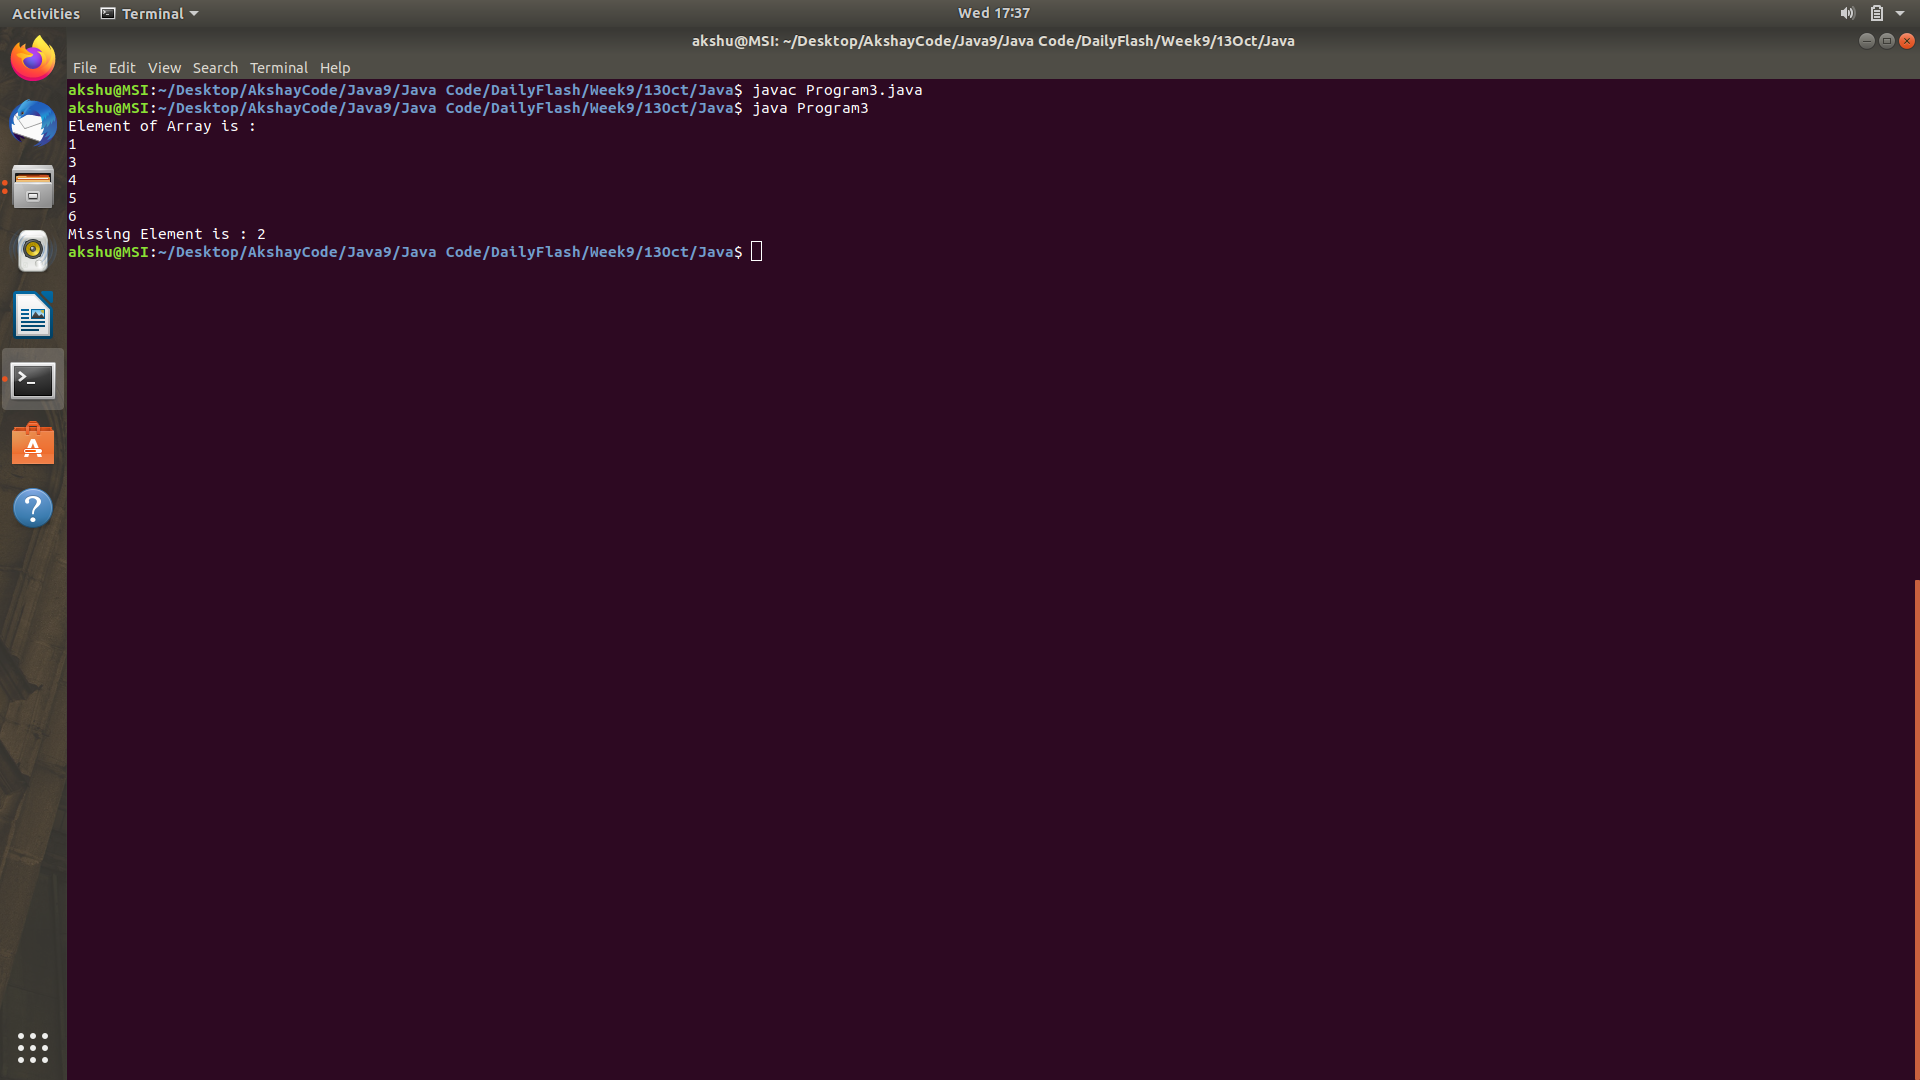 Activities Terminal Wed 17:37
akshu@MSI: ~/Desktop/AkshayCode/Java9/Java Code/DailyFlash/Week9/13Oct/Java
File Edit View Search Terminal Help
akshu@MSI:~/Desktop/AkshayCode/Java9/Java Code/DailyFlash/Week9/13Oct/Java$ javac Program3.java
akshu@MSI:~/Desktop/AkshayCode/Java9/Java Code/DailyFlash/Week9/13Oct/Java$ java Program3
Element of Array is :
1
3
4
5
6
Missing Element is : 2
akshu@MSI:~/Desktop/AkshayCode/Java9/Java Code/DailyFlash/Week9/13Oct/Java$